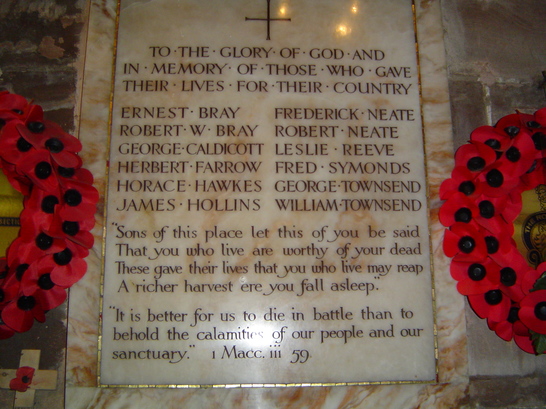 TO·THE·GLORY·OF·GOD·AND
IN·MEMORY·OF·THOSE·WHO·GAVE
THEIR·LIVES·FOR·THEIR·COUNTRY
ERNEST·BRAY
ROBERT·W·BRAY
GEORGE·CALDICOTT
HERBERT·FARROW
HORACE·HAWKES
JAMES·HOLLINS
FREDERICK·NEATE
ROBERT·NEATE
LESLIE·REEVE
FRED·SYMONDS
GEORGE·TOWNSEND
WILLIAM·TOWNSEND
"Sons of this place let this of you be said
That you who live are worthy of your dead
These gave their lives that you who live may reap
A richer harvest ere you fall asleep."
"It is better for us to die in battle than to
behold the calamities of our people and our
sanctuary." 1 Macc. iii 59.